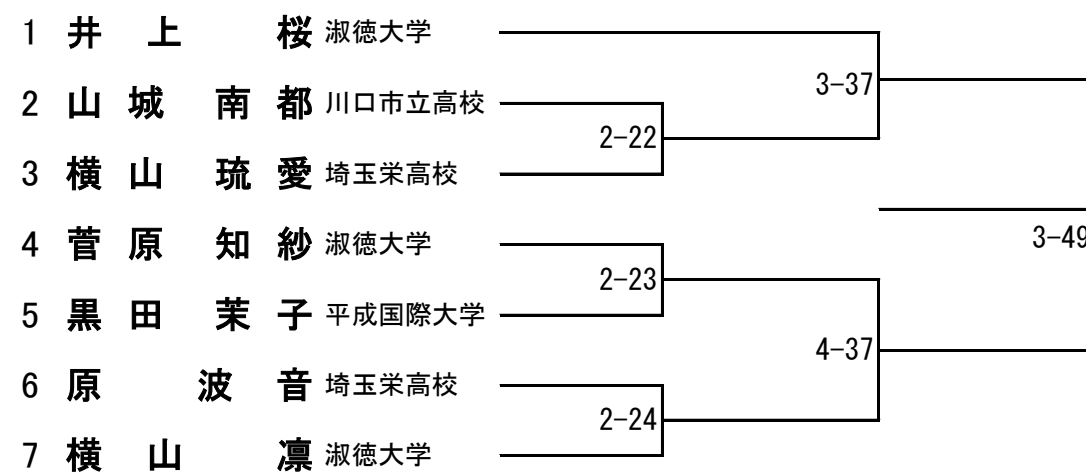 1 井上 桜 淑徳大学
3-37
2 山城 南都 川口市立高校
2-22
3 横山 琉愛 埼玉栄高校
4 菅原 知紗 淑徳大学
3-49
2-23
5 黒田 茉子 平成国際大学
4-37
6 原 波音 埼玉栄高校
2-24
7 横山 凛 淑徳大学